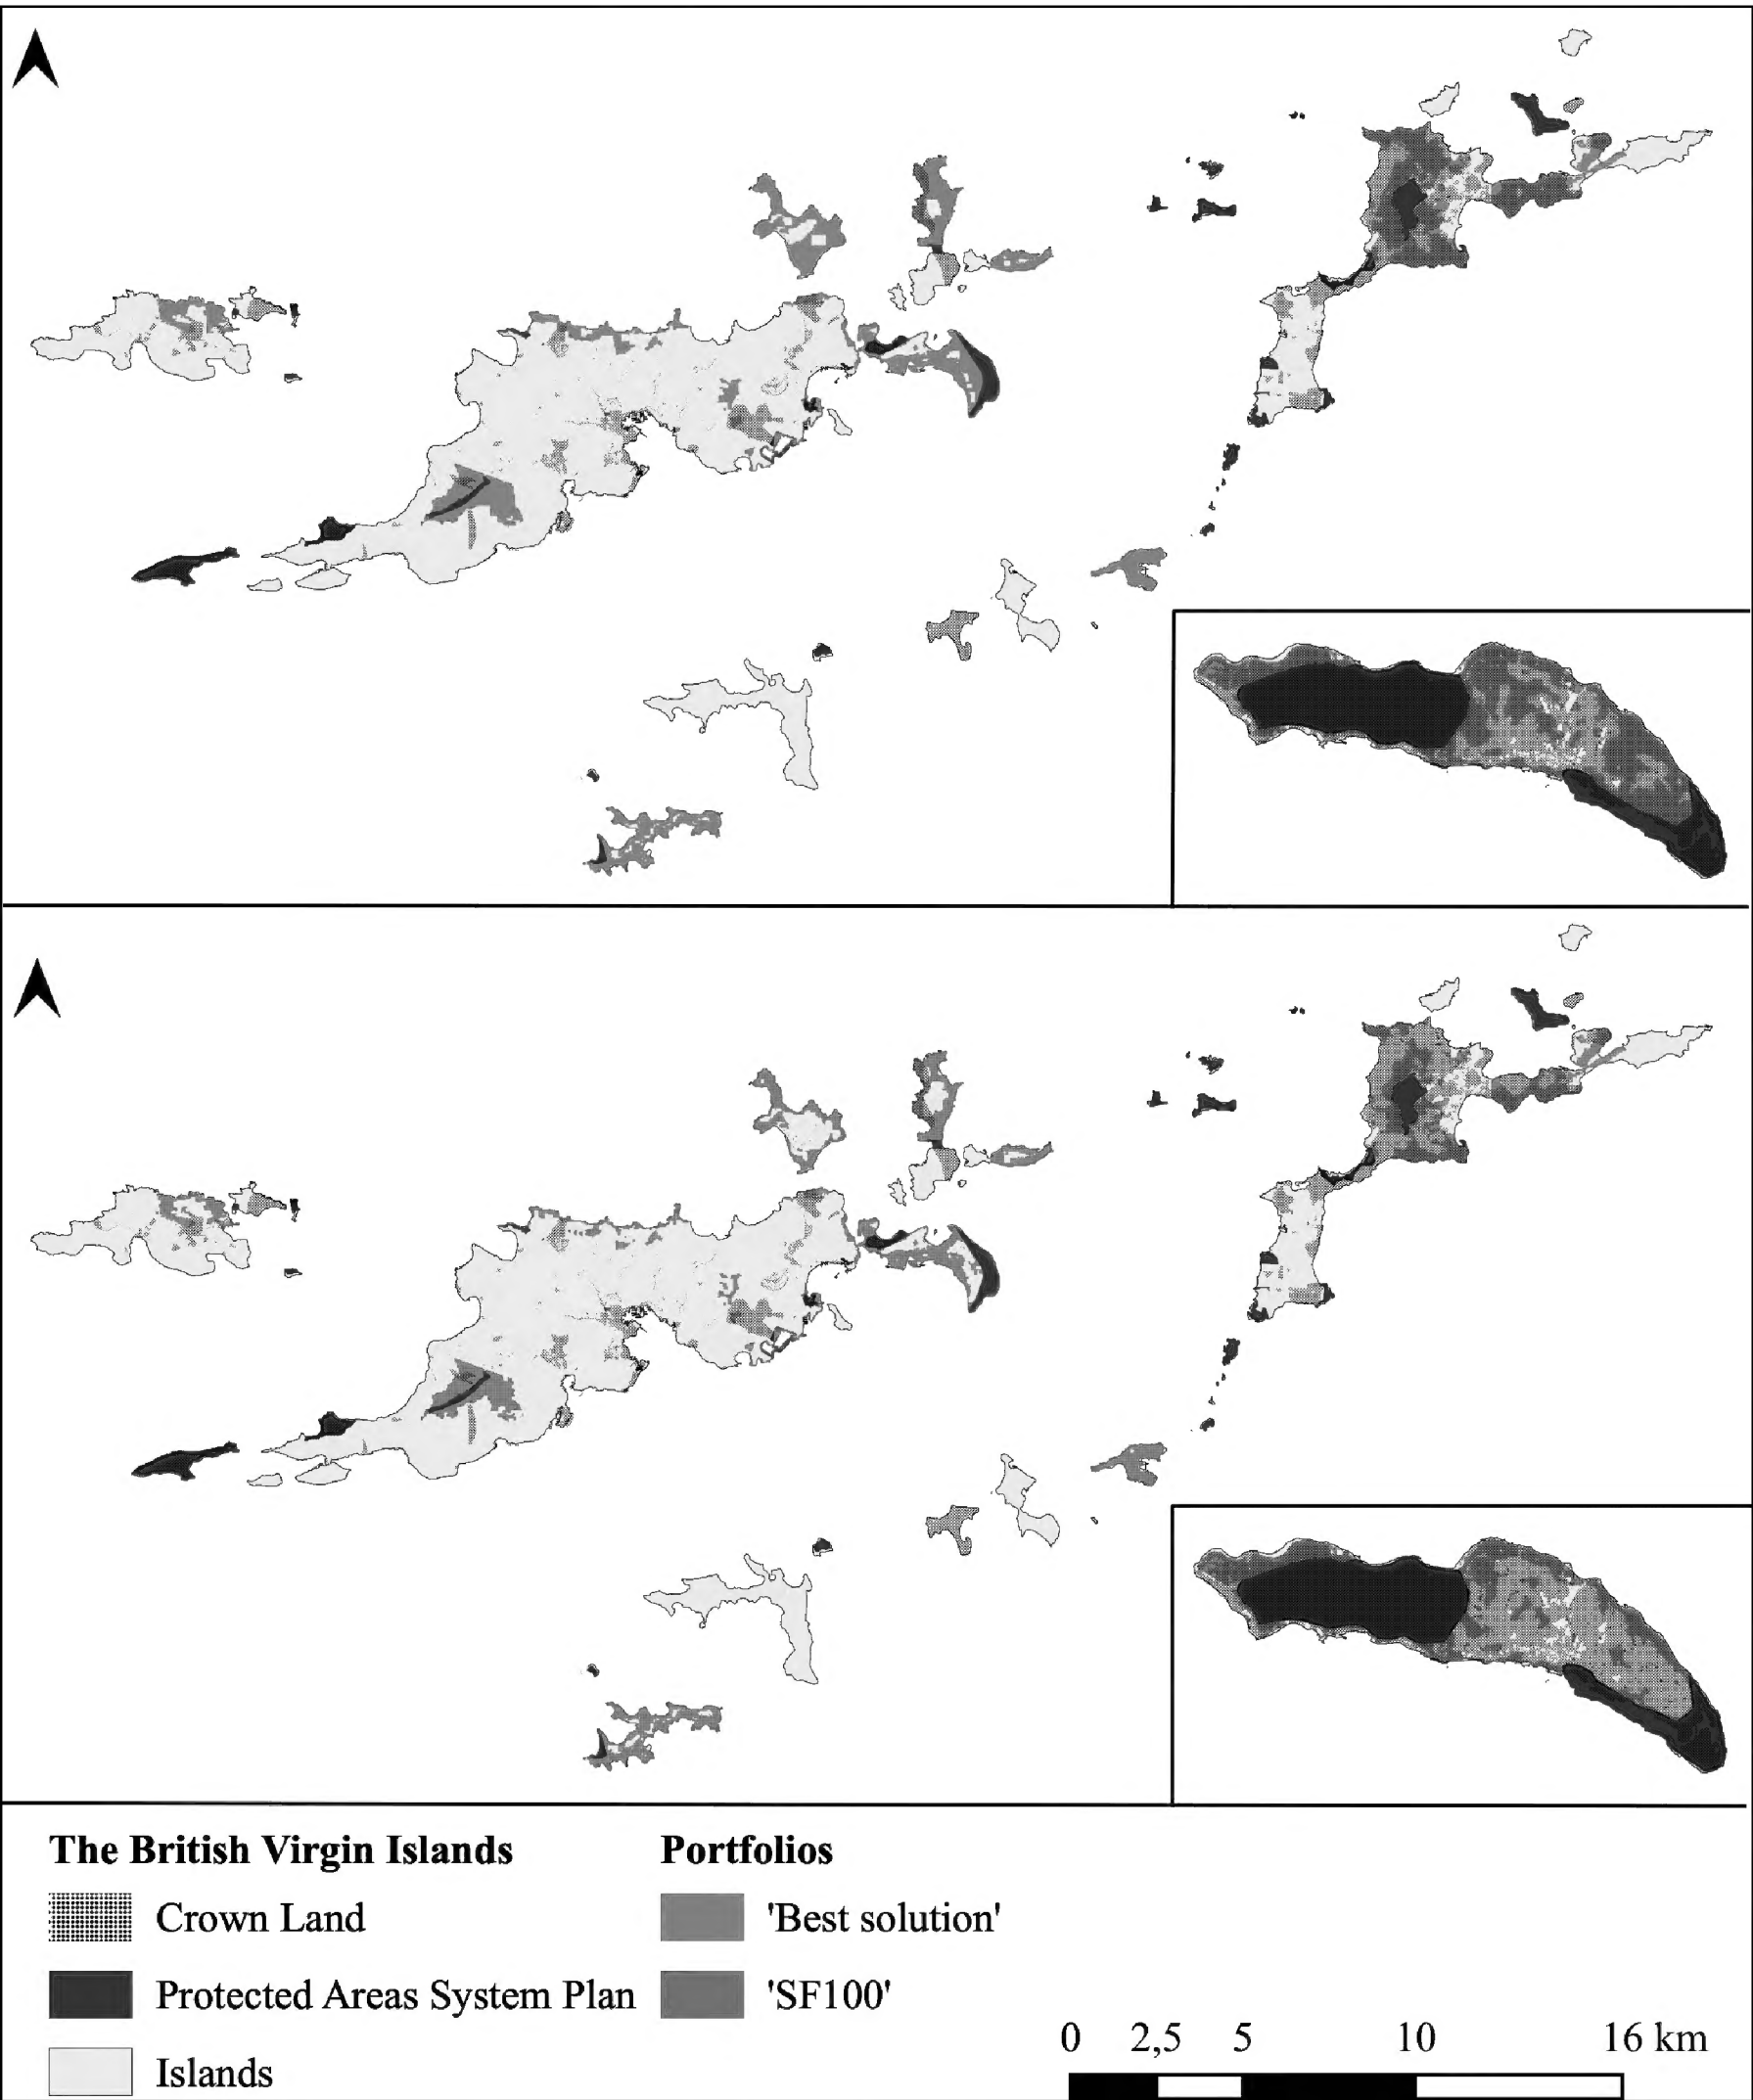 The British Virgin Islands
Crown Land
Protected Areas System Plan
Islands
Portfolios
'Best solution'
'SF100'
0 2,5 5 10 16 km